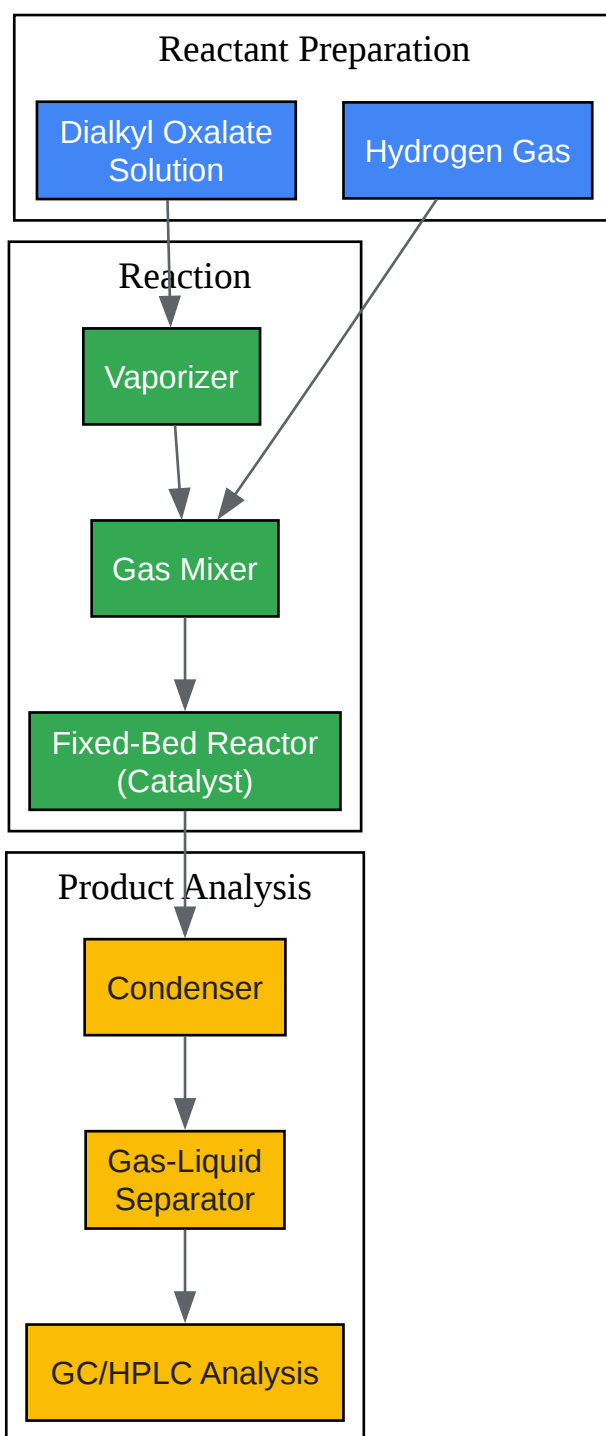 Reactant Preparation
Dialkyl Oxalate
Solution
Hydrogen Gas
Reaction
Vaporizer
Gas Mixer
Fixed-Bed Reactor
(Catalyst)
Product Analysis
Condenser
Gas-Liquid
Separator
GC/HPLC Analysis